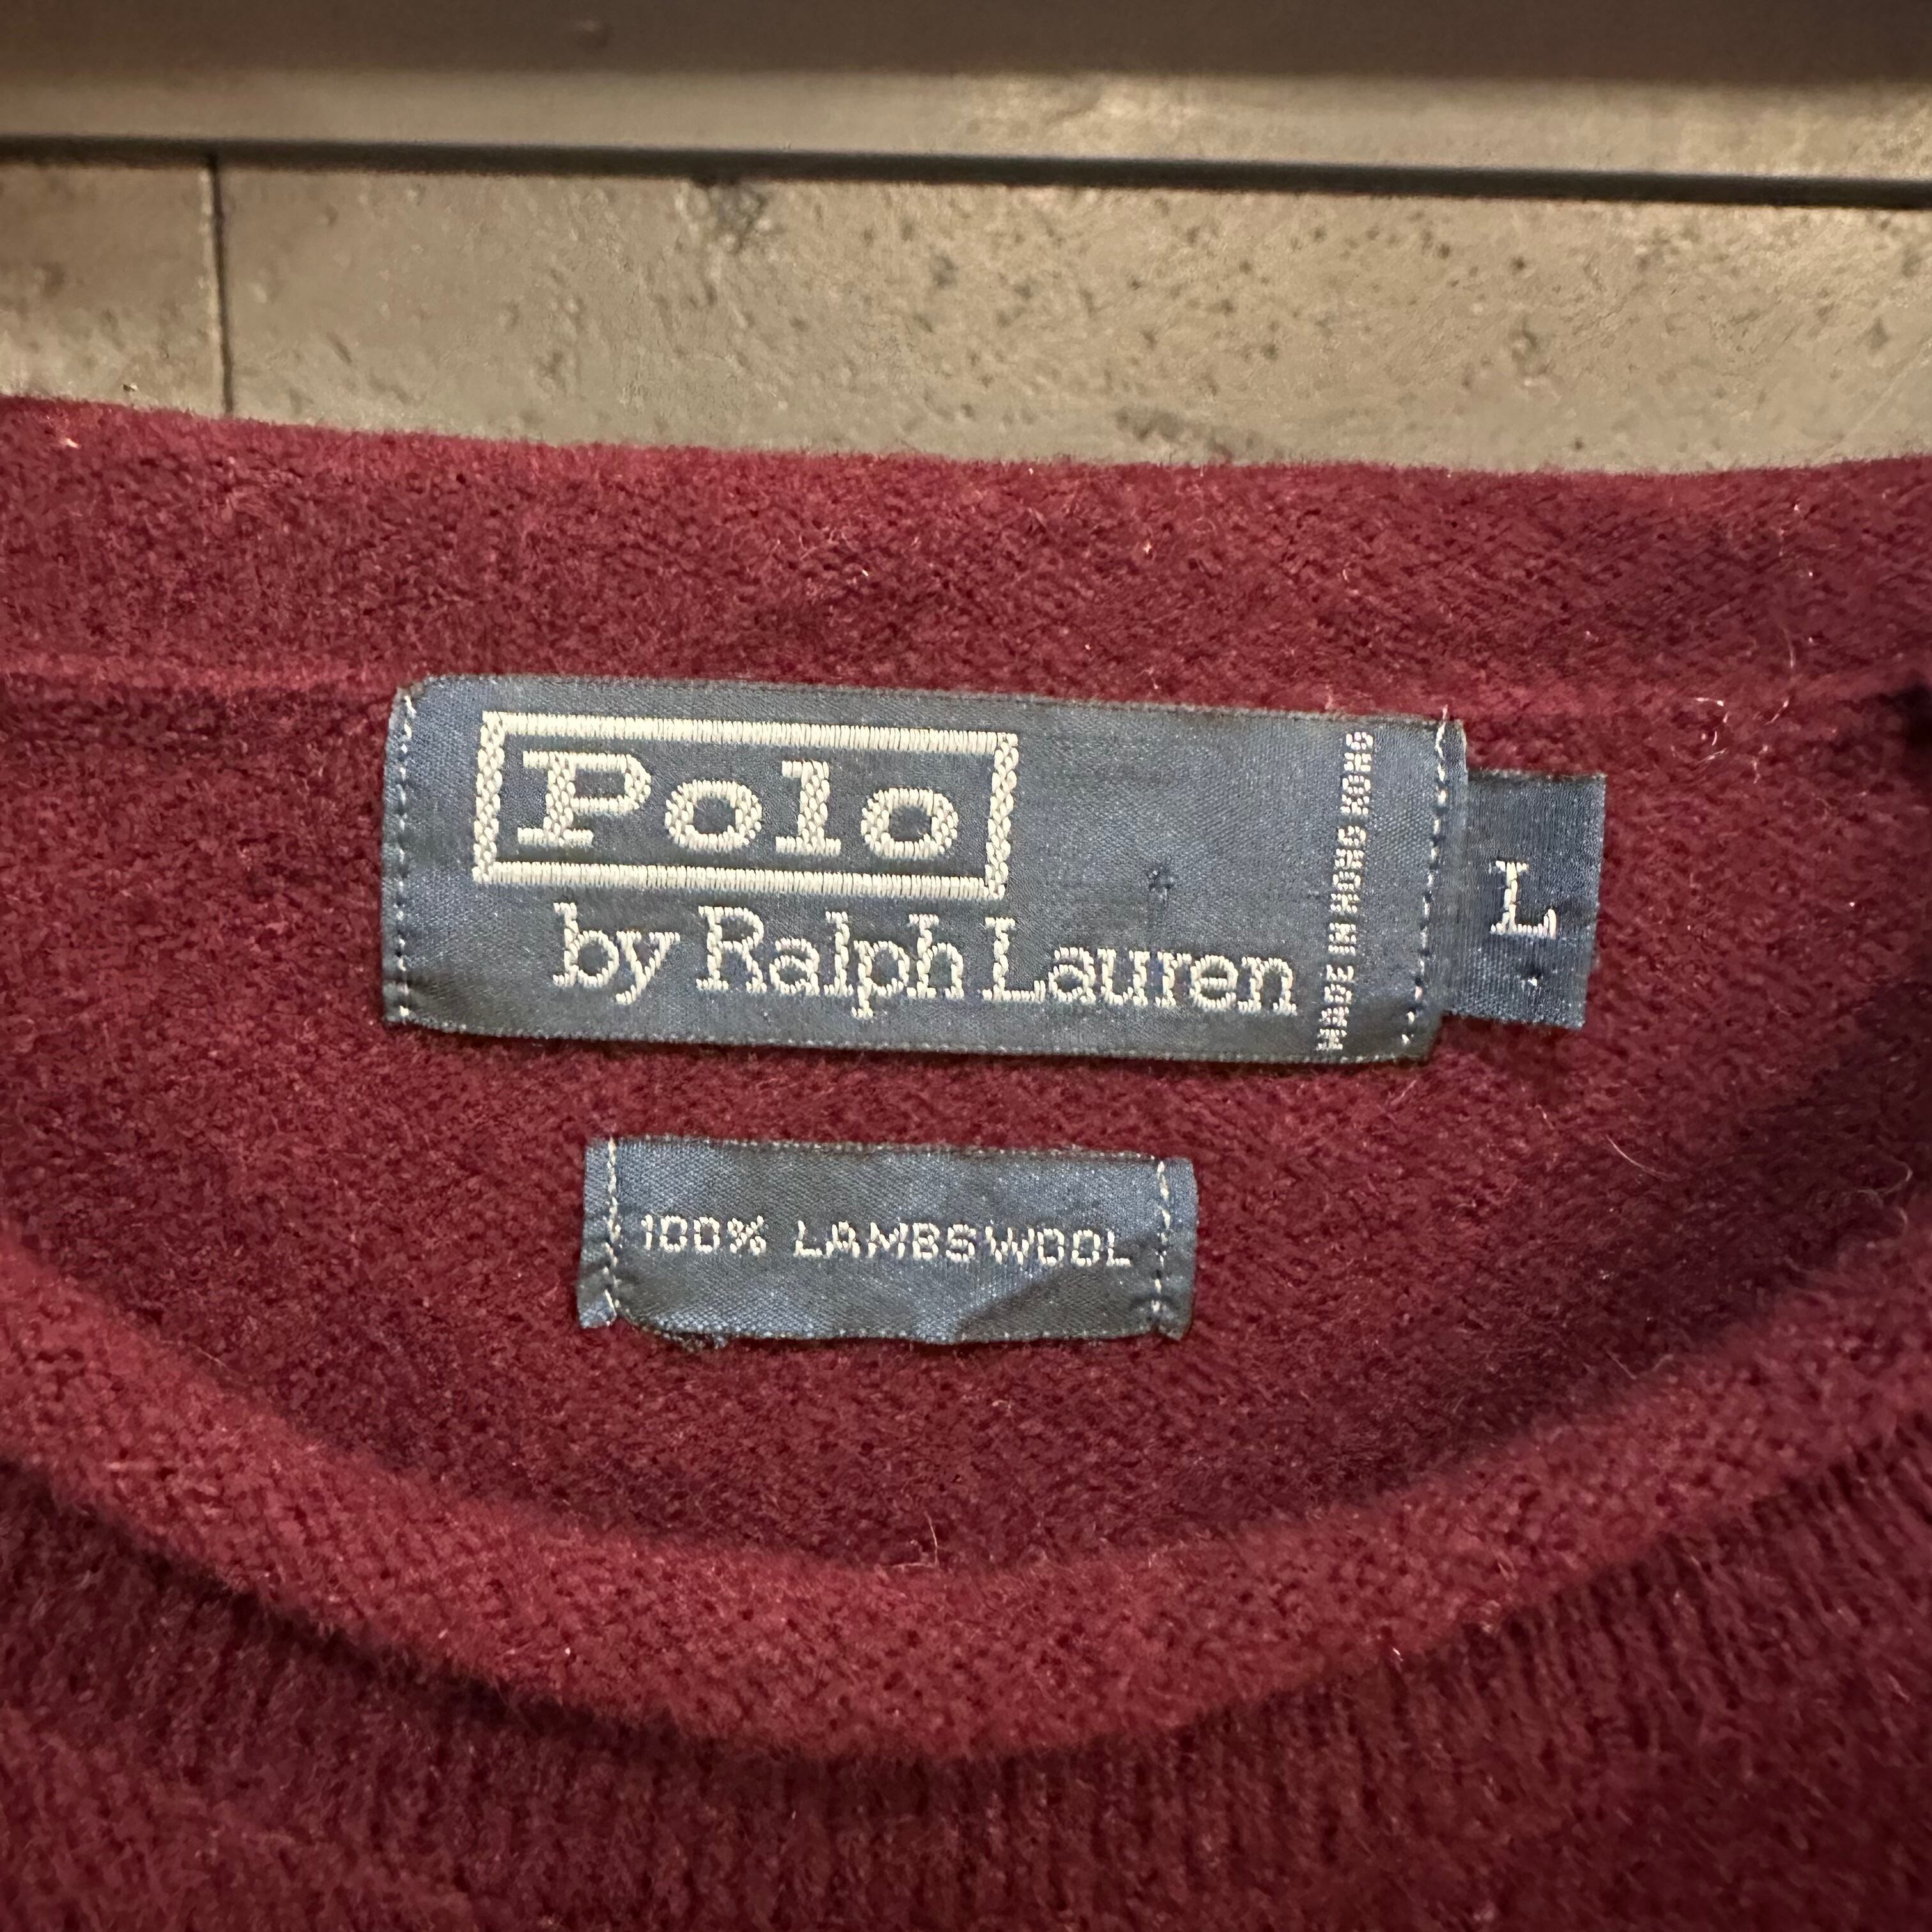 Polo
by Ralph Lauren
MADE IN HONG KONG
L
100% LAMBSWOOL